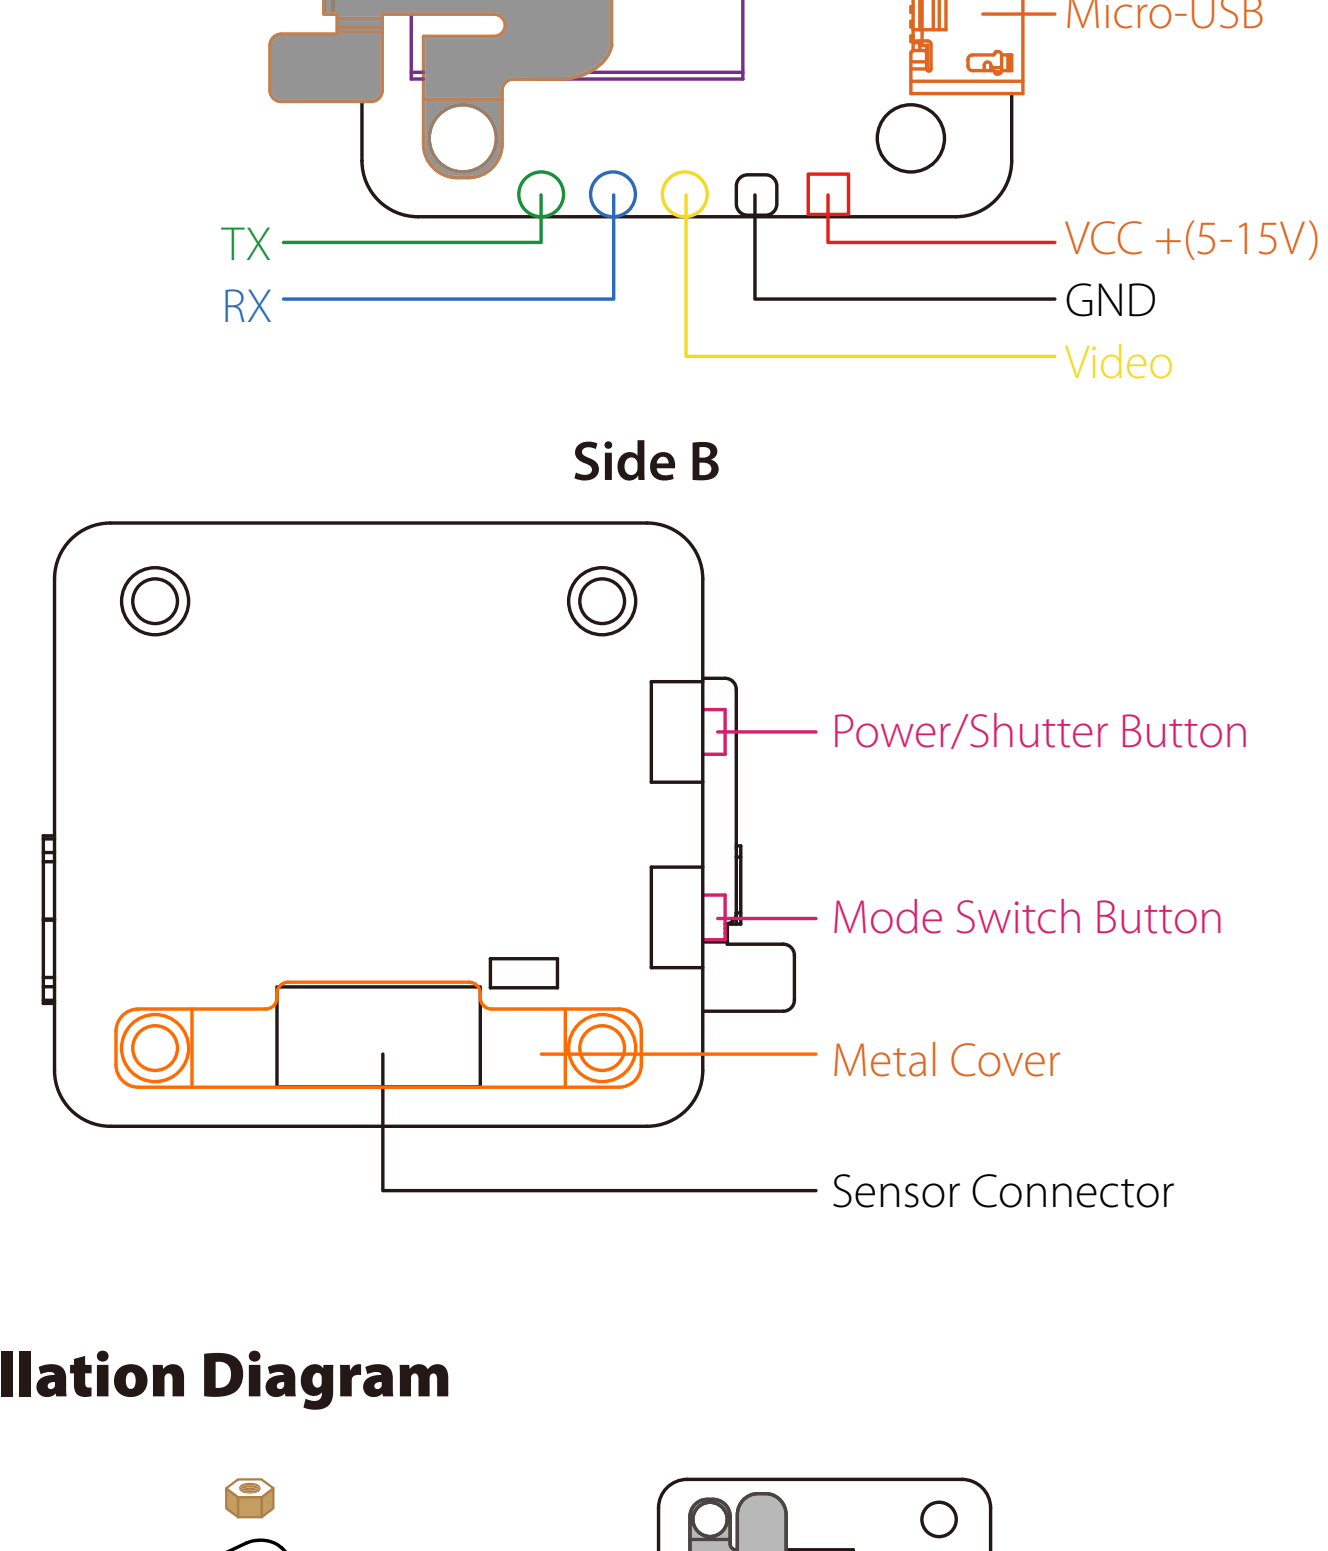 Micro-USB
TX
VCC +(5-15V)
RX
GND
Video
Side B
Power/Shutter Button
Mode Switch Button
Metal Cover
Sensor Connector
llation Diagram